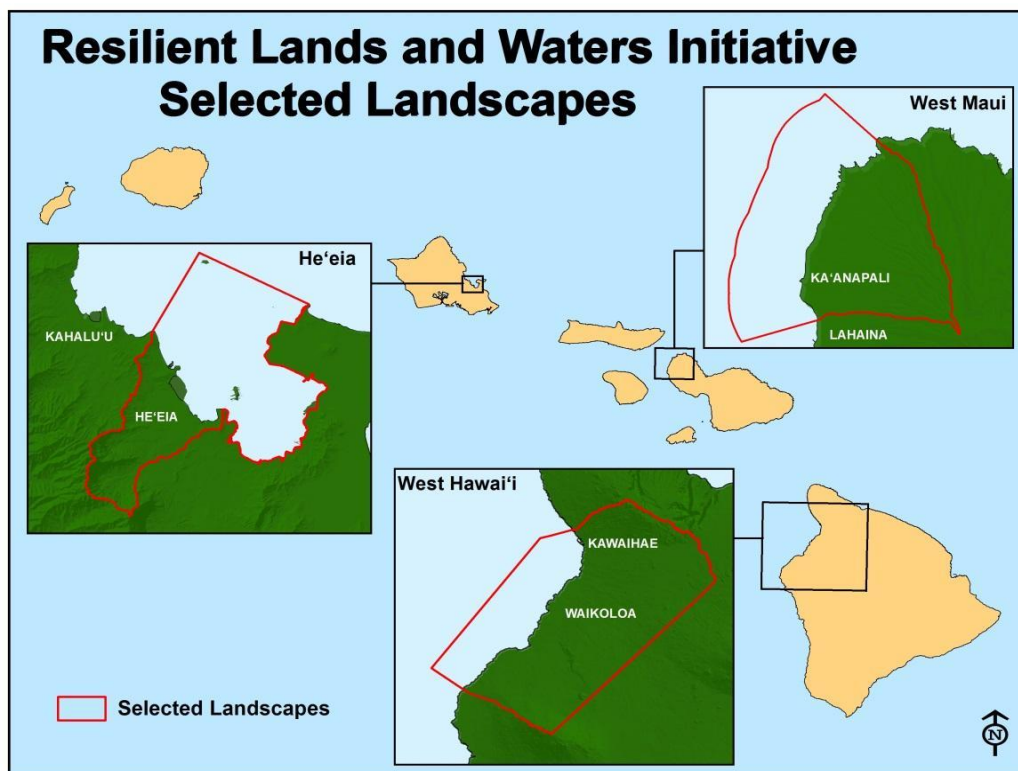 Resilient Lands and Waters Initiative
Selected Landscapes
West Maui
KA‘ANAPALI
LAHAINA
He‘eia
KAHALU‘U
HE‘EIA
West Hawai‘i
KAWAIHAE
WAIKOLOA
Selected Landscapes
N